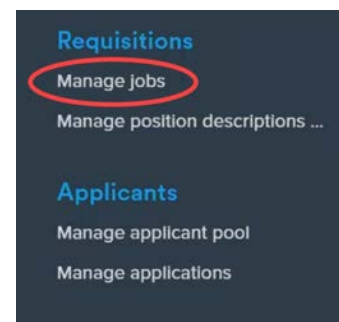 Requisitions
Manage jobs
Manage position descriptions ...
Applicants
Manage applicant pool
Manage applications